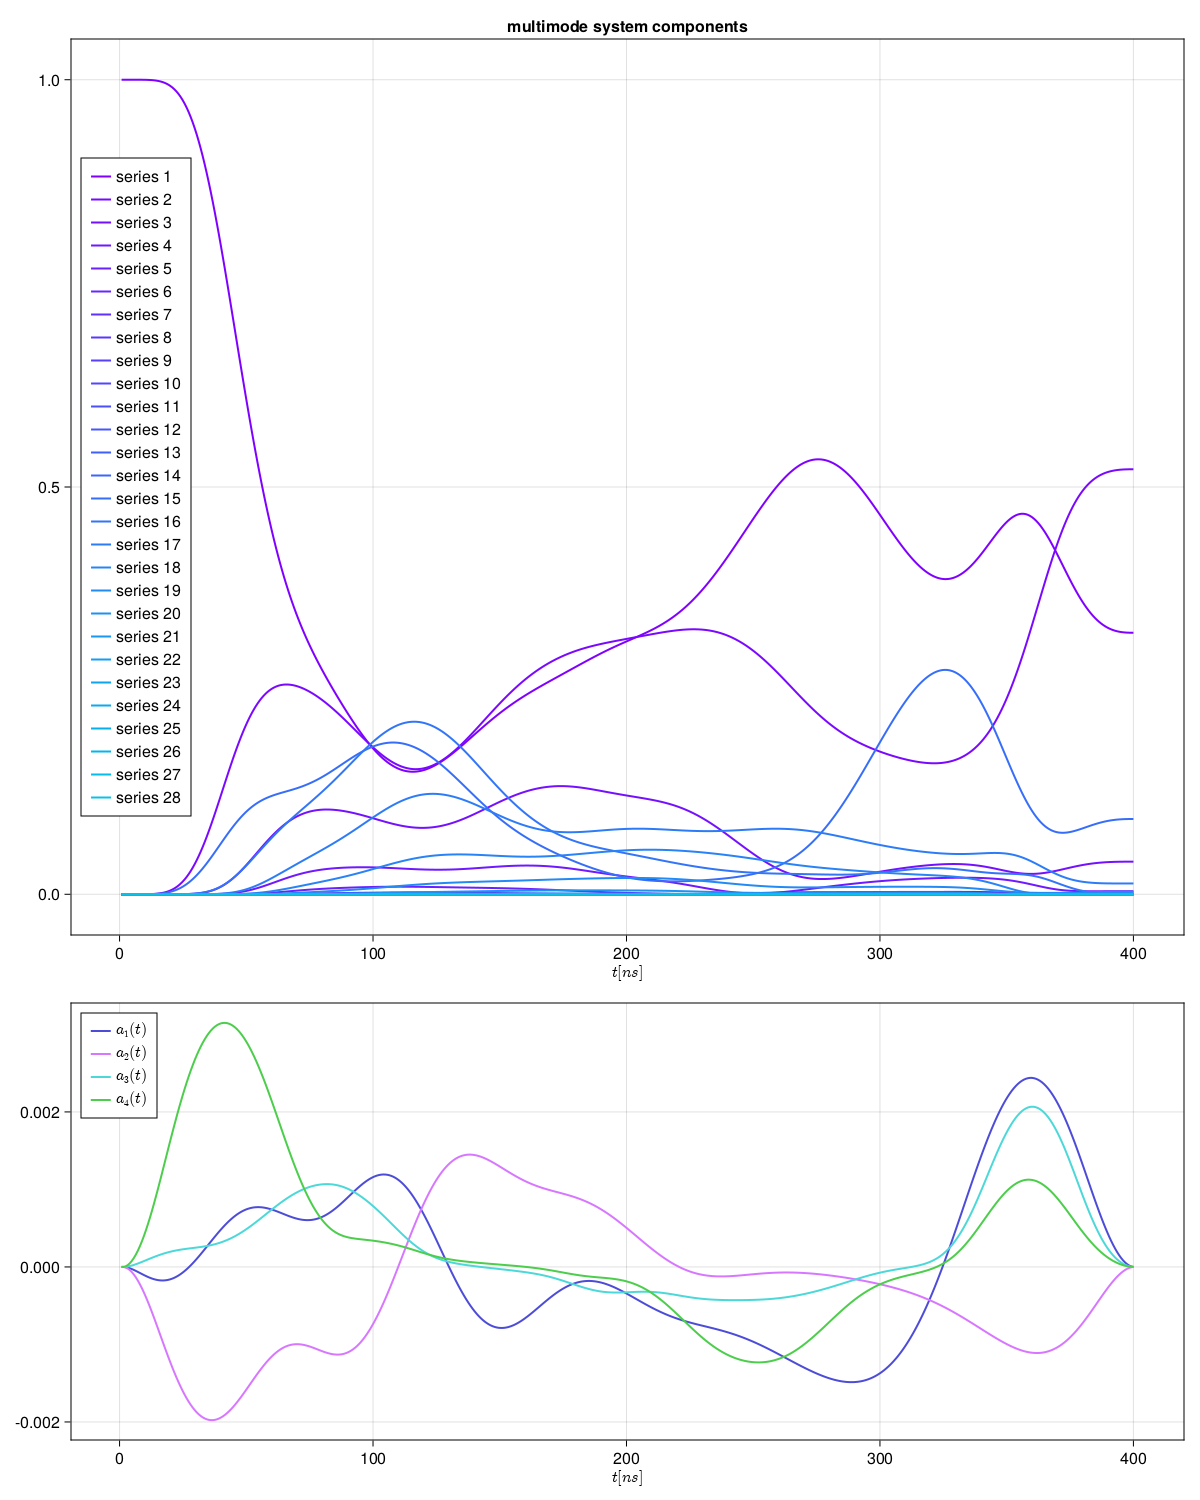 multimode system components
1.0
series 1
series 2
series 3
series 4
series 5
series 6
series 7
series 8
series 9
series 10
series 11
series 12
series 13
series 14
series 15
series 16
series 17
series 18
series 19
series 20
series 21
series 22
series 23
series 24
series 25
series 26
series 27
series 28
0.5
0.0
0 100 200 300 400
t[ns]
a₁(t)
a₂(t)
a₃(t)
a₄(t)
0.002
0.000
-0.002
0 100 200 300 400
t[ns]